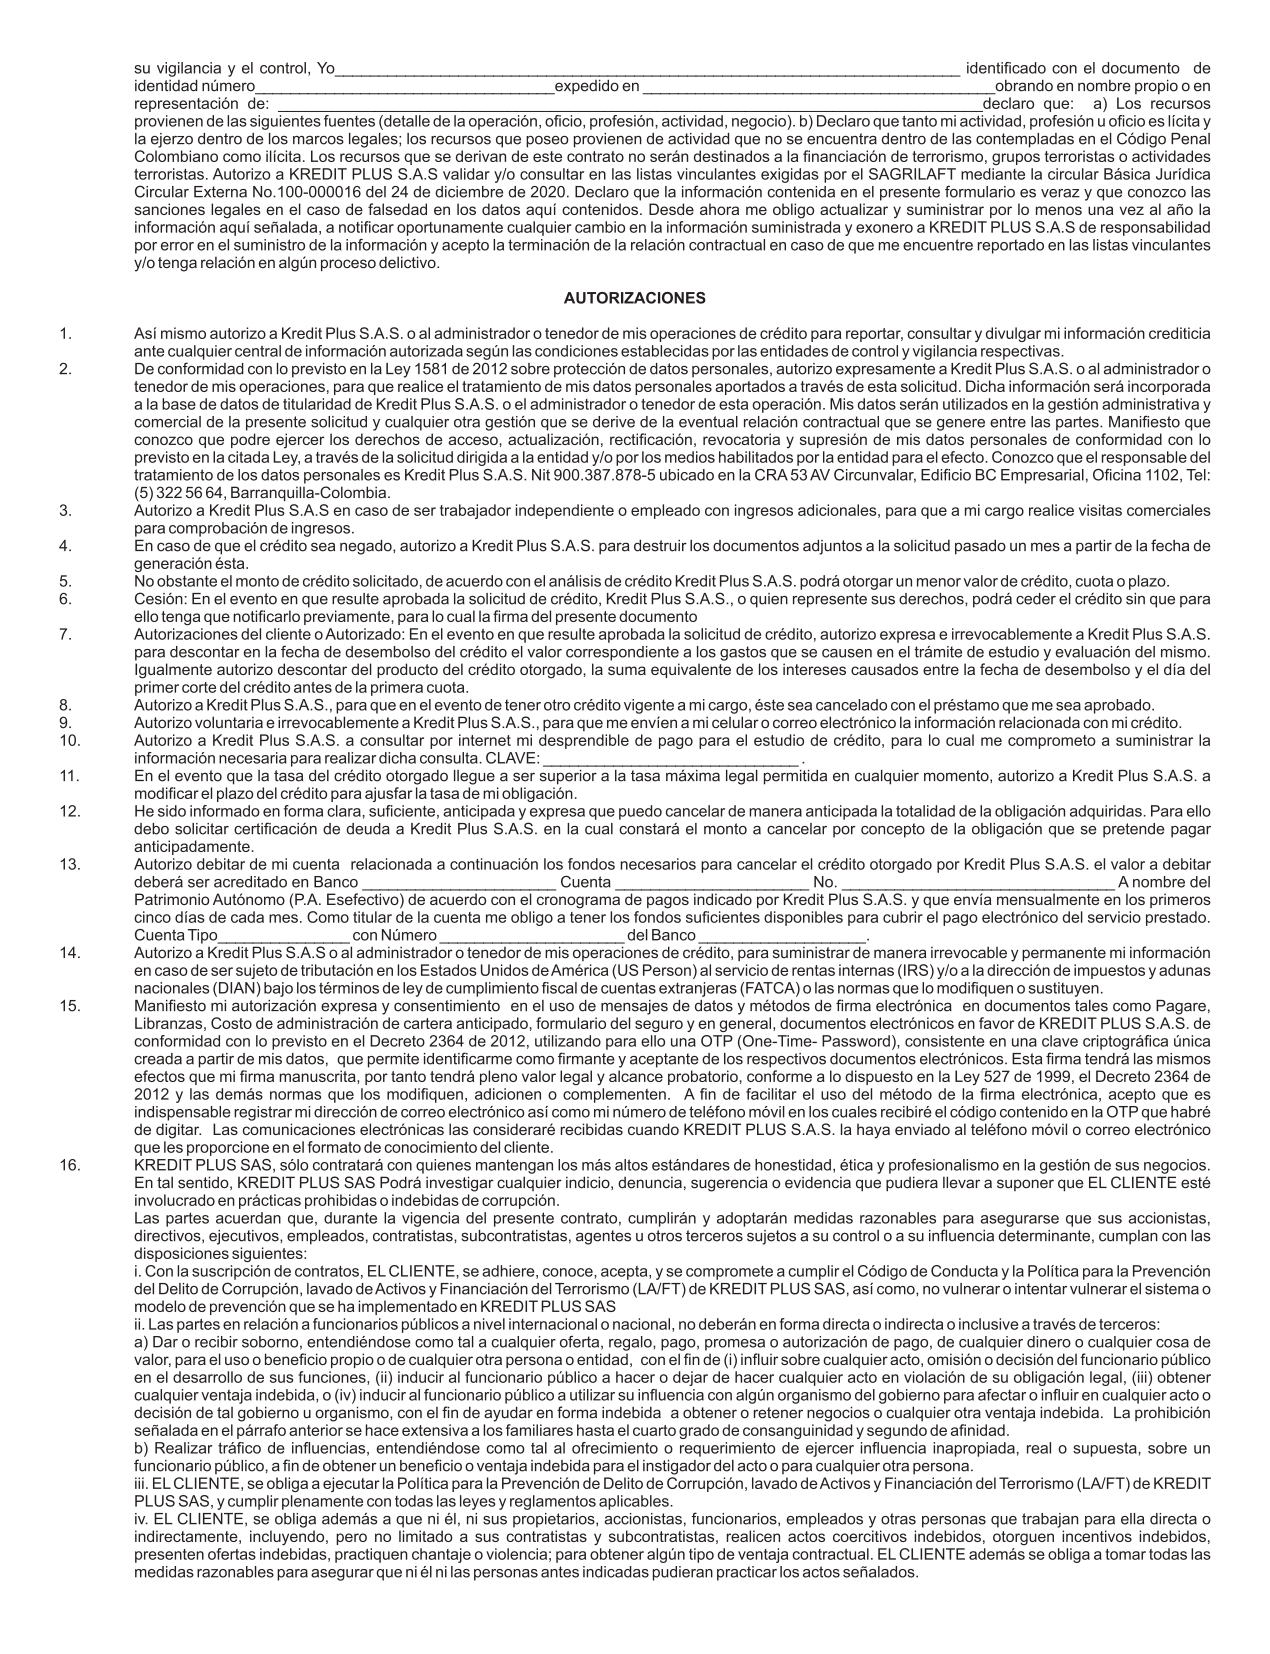 su vigilancia y el control, Yo_______________________________________________________________________ identificado con el documento de
identidad número__________________________________expedido en ________________________________________obrando en nombre propio o en
representación de: ________________________________________________________________________________declaro que: a) Los recursos
provienen de las siguientes fuentes (detalle de la operación, oficio, profesión, actividad, negocio). b) Declaro que tanto mi actividad, profesión u oficio es lícita y
la ejerzo dentro de los marcos legales; los recursos que poseo provienen de actividad que no se encuentra dentro de las contempladas en el Código Penal
Colombiano como ilícita. Los recursos que se derivan de este contrato no serán destinados a la financiación de terrorismo, grupos terroristas o actividades
terroristas. Autorizo a KREDIT PLUS S.A.S validar y/o consultar en las listas vinculantes exigidas por el SAGRILAFT mediante la circular Básica Jurídica
Circular Externa No.100-000016 del 24 de diciembre de 2020. Declaro que la información contenida en el presente formulario es veraz y que conozco las
sanciones legales en el caso de falsedad en los datos aquí contenidos. Desde ahora me obligo actualizar y suministrar por lo menos una vez al año la
información aquí señalada, a notificar oportunamente cualquier cambio en la información suministrada y exonero a KREDIT PLUS S.A.S de responsabilidad
por error en el suministro de la información y acepto la terminación de la relación contractual en caso de que me encuentre reportado en las listas vinculantes
y/o tenga relación en algún proceso delictivo.
AUTORIZACIONES
1. Así mismo autorizo a Kredit Plus S.A.S. o al administrador o tenedor de mis operaciones de crédito para reportar, consultar y divulgar mi información crediticia
ante cualquier central de información autorizada según las condiciones establecidas por las entidades de control y vigilancia respectivas.
2. De conformidad con lo previsto en la Ley 1581 de 2012 sobre protección de datos personales, autorizo expresamente a Kredit Plus S.A.S. o al administrador o
tenedor de mis operaciones, para que realice el tratamiento de mis datos personales aportados a través de esta solicitud. Dicha información será incorporada
a la base de datos de titularidad de Kredit Plus S.A.S. o el administrador o tenedor de esta operación. Mis datos serán utilizados en la gestión administrativa y
comercial de la presente solicitud y cualquier otra gestión que se derive de la eventual relación contractual que se genere entre las partes. Manifiesto que
conozco que podre ejercer los derechos de acceso, actualización, rectificación, revocatoria y supresión de mis datos personales de conformidad con lo
previsto en la citada Ley, a través de la solicitud dirigida a la entidad y/o por los medios habilitados por la entidad para el efecto. Conozco que el responsable del
tratamiento de los datos personales es Kredit Plus S.A.S. Nit 900.387.878-5 ubicado en la CRA 53 AV Circunvalar, Edificio BC Empresarial, Oficina 1102, Tel:
(5) 322 56 64, Barranquilla-Colombia.
3. Autorizo a Kredit Plus S.A.S en caso de ser trabajador independiente o empleado con ingresos adicionales, para que a mi cargo realice visitas comerciales
para comprobación de ingresos.
4. En caso de que el crédito sea negado, autorizo a Kredit Plus S.A.S. para destruir los documentos adjuntos a la solicitud pasado un mes a partir de la fecha de
generación ésta.
5. No obstante el monto de crédito solicitado, de acuerdo con el análisis de crédito Kredit Plus S.A.S. podrá otorgar un menor valor de crédito, cuota o plazo.
6. Cesión: En el evento en que resulte aprobada la solicitud de crédito, Kredit Plus S.A.S., o quien represente sus derechos, podrá ceder el crédito sin que para
ello tenga que notificarlo previamente, para lo cual la firma del presente documento
7. Autorizaciones del cliente o Autorizado: En el evento en que resulte aprobada la solicitud de crédito, autorizo expresa e irrevocablemente a Kredit Plus S.A.S.
para descontar en la fecha de desembolso del crédito el valor correspondiente a los gastos que se causen en el trámite de estudio y evaluación del mismo.
Igualmente autorizo descontar del producto del crédito otorgado, la suma equivalente de los intereses causados entre la fecha de desembolso y el día del
primer corte del crédito antes de la primera cuota.
8. Autorizo a Kredit Plus S.A.S., para que en el evento de tener otro crédito vigente a mi cargo, éste sea cancelado con el préstamo que me sea aprobado.
9. Autorizo voluntaria e irrevocablemente a Kredit Plus S.A.S., para que me envíen a mi celular o correo electrónico la información relacionada con mi crédito.
10. Autorizo a Kredit Plus S.A.S. a consultar por internet mi desprendible de pago para el estudio de crédito, para lo cual me comprometo a suministrar la
información necesaria para realizar dicha consulta. CLAVE: _____________________________ .
11. En el evento que la tasa del crédito otorgado llegue a ser superior a la tasa máxima legal permitida en cualquier momento, autorizo a Kredit Plus S.A.S. a
modificar el plazo del crédito para ajusfar la tasa de mi obligación.
12. He sido informado en forma clara, suficiente, anticipada y expresa que puedo cancelar de manera anticipada la totalidad de la obligación adquiridas. Para ello
debo solicitar certificación de deuda a Kredit Plus S.A.S. en la cual constará el monto a cancelar por concepto de la obligación que se pretende pagar
anticipadamente.
13. Autorizo debitar de mi cuenta relacionada a continuación los fondos necesarios para cancelar el crédito otorgado por Kredit Plus S.A.S. el valor a debitar
deberá ser acreditado en Banco ______________________ Cuenta ______________________ No. _______________________________ A nombre del
Patrimonio Autónomo (P.A. Esefectivo) de acuerdo con el cronograma de pagos indicado por Kredit Plus S.A.S. y que envía mensualmente en los primeros
cinco días de cada mes. Como titular de la cuenta me obligo a tener los fondos suficientes disponibles para cubrir el pago electrónico del servicio prestado.
Cuenta Tipo_______________ con Número _____________________ del Banco ___________________.
14. Autorizo a Kredit Plus S.A.S o al administrador o tenedor de mis operaciones de crédito, para suministrar de manera irrevocable y permanente mi información
en caso de ser sujeto de tributación en los Estados Unidos de América (US Person) al servicio de rentas internas (IRS) y/o a la dirección de impuestos y adunas
nacionales (DIAN) bajo los términos de ley de cumplimiento fiscal de cuentas extranjeras (FATCA) o las normas que lo modifiquen o sustituyen.
15. Manifiesto mi autorización expresa y consentimiento en el uso de mensajes de datos y métodos de firma electrónica en documentos tales como Pagare,
Libranzas, Costo de administración de cartera anticipado, formulario del seguro y en general, documentos electrónicos en favor de KREDIT PLUS S.A.S. de
conformidad con lo previsto en el Decreto 2364 de 2012, utilizando para ello una OTP (One-Time- Password), consistente en una clave criptográfica única
creada a partir de mis datos, que permite identificarme como firmante y aceptante de los respectivos documentos electrónicos. Esta firma tendrá las mismos
efectos que mi firma manuscrita, por tanto tendrá pleno valor legal y alcance probatorio, conforme a lo dispuesto en la Ley 527 de 1999, el Decreto 2364 de
2012 y las demás normas que los modifiquen, adicionen o complementen. A fin de facilitar el uso del método de la firma electrónica, acepto que es
indispensable registrar mi dirección de correo electrónico así como mi número de teléfono móvil en los cuales recibiré el código contenido en la OTP que habré
de digitar. Las comunicaciones electrónicas las consideraré recibidas cuando KREDIT PLUS S.A.S. la haya enviado al teléfono móvil o correo electrónico
que les proporcione en el formato de conocimiento del cliente.
16. KREDIT PLUS SAS, sólo contratará con quienes mantengan los más altos estándares de honestidad, ética y profesionalismo en la gestión de sus negocios.
En tal sentido, KREDIT PLUS SAS Podrá investigar cualquier indicio, denuncia, sugerencia o evidencia que pudiera llevar a suponer que EL CLIENTE esté
involucrado en prácticas prohibidas o indebidas de corrupción.
Las partes acuerdan que, durante la vigencia del presente contrato, cumplirán y adoptarán medidas razonables para asegurarse que sus accionistas,
directivos, ejecutivos, empleados, contratistas, subcontratistas, agentes u otros terceros sujetos a su control o a su influencia determinante, cumplan con las
disposiciones siguientes:
i. Con la suscripción de contratos, EL CLIENTE, se adhiere, conoce, acepta, y se compromete a cumplir el Código de Conducta y la Política para la Prevención
del Delito de Corrupción, lavado de Activos y Financiación del Terrorismo (LA/FT) de KREDIT PLUS SAS, así como, no vulnerar o intentar vulnerar el sistema o
modelo de prevención que se ha implementado en KREDIT PLUS SAS
ii. Las partes en relación a funcionarios públicos a nivel internacional o nacional, no deberán en forma directa o indirecta o inclusive a través de terceros:
a) Dar o recibir soborno, entendiéndose como tal a cualquier oferta, regalo, pago, promesa o autorización de pago, de cualquier dinero o cualquier cosa de
valor, para el uso o beneficio propio o de cualquier otra persona o entidad, con el fin de (i) influir sobre cualquier acto, omisión o decisión del funcionario público
en el desarrollo de sus funciones, (ii) inducir al funcionario público a hacer o dejar de hacer cualquier acto en violación de su obligación legal, (iii) obtener
cualquier ventaja indebida, o (iv) inducir al funcionario público a utilizar su influencia con algún organismo del gobierno para afectar o influir en cualquier acto o
decisión de tal gobierno u organismo, con el fin de ayudar en forma indebida a obtener o retener negocios o cualquier otra ventaja indebida. La prohibición
señalada en el párrafo anterior se hace extensiva a los familiares hasta el cuarto grado de consanguinidad y segundo de afinidad.
b) Realizar tráfico de influencias, entendiéndose como tal al ofrecimiento o requerimiento de ejercer influencia inapropiada, real o supuesta, sobre un
funcionario público, a fin de obtener un beneficio o ventaja indebida para el instigador del acto o para cualquier otra persona.
iii. EL CLIENTE, se obliga a ejecutar la Política para la Prevención de Delito de Corrupción, lavado de Activos y Financiación del Terrorismo (LA/FT) de KREDIT
PLUS SAS, y cumplir plenamente con todas las leyes y reglamentos aplicables.
iv. EL CLIENTE, se obliga además a que ni él, ni sus propietarios, accionistas, funcionarios, empleados y otras personas que trabajan para ella directa o
indirectamente, incluyendo, pero no limitado a sus contratistas y subcontratistas, realicen actos coercitivos indebidos, otorguen incentivos indebidos,
presenten ofertas indebidas, practiquen chantaje o violencia; para obtener algún tipo de ventaja contractual. EL CLIENTE además se obliga a tomar todas las
medidas razonables para asegurar que ni él ni las personas antes indicadas pudieran practicar los actos señalados.